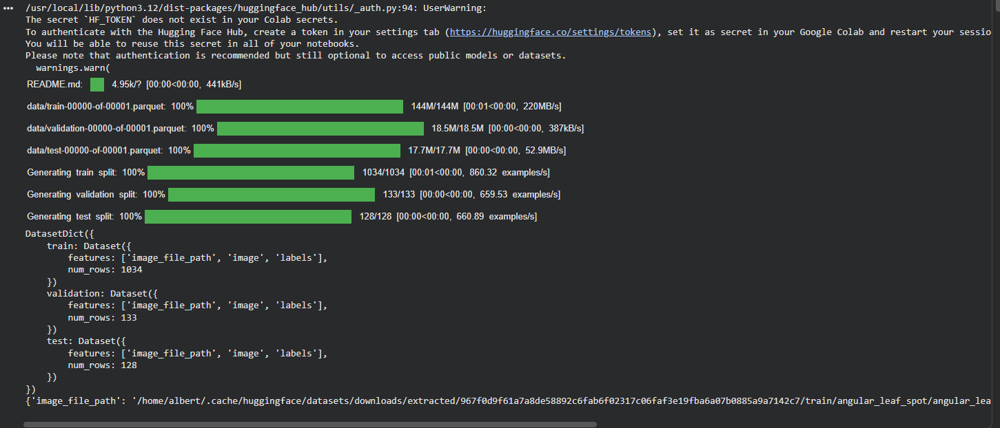 /usr/local/lib/python3.12/dist-packages/huggingface_hub/utils/_auth.py:94: UserWarning:
The secret `HF_TOKEN` does not exist in your Colab secrets.
To authenticate with the Hugging Face Hub, create a token in your settings tab (https://huggingface.co/settings/tokens), set it as secret in your Google Colab and restart your sessio
You will be able to reuse this secret in all of your notebooks.
Please note that authentication is recommended but still optional to access public models or datasets.
  warnings.warn(
README.md: 4.95k/? [00:00<00:00, 441kB/s]
data/train-00000-of-00001.parquet: 100% 144M/144M [00:01<00:00, 220MB/s]
data/validation-00000-of-00001.parquet: 100% 18.5M/18.5M [00:00<00:00, 387kB/s]
data/test-00000-of-00001.parquet: 100% 17.7M/17.7M [00:00<00:00, 52.9MB/s]
Generating train split: 100% 1034/1034 [00:01<00:00, 860.32 examples/s]
Generating validation split: 100% 133/133 [00:00<00:00, 659.53 examples/s]
Generating test split: 100% 128/128 [00:00<00:00, 660.89 examples/s]
DatasetDict({
    train: Dataset({
        features: ['image_file_path', 'image', 'labels'],
        num_rows: 1034
    })
    validation: Dataset({
        features: ['image_file_path', 'image', 'labels'],
        num_rows: 133
    })
    test: Dataset({
        features: ['image_file_path', 'image', 'labels'],
        num_rows: 128
    })
})
{'image_file_path': '/home/albert/.cache/huggingface/datasets/downloads/extracted/967f0d9f61a7a8de58892c6fab6f02317c06faf3e19fba6a07b0885a9a7142c7/train/angular_leaf_spot/angular_lea